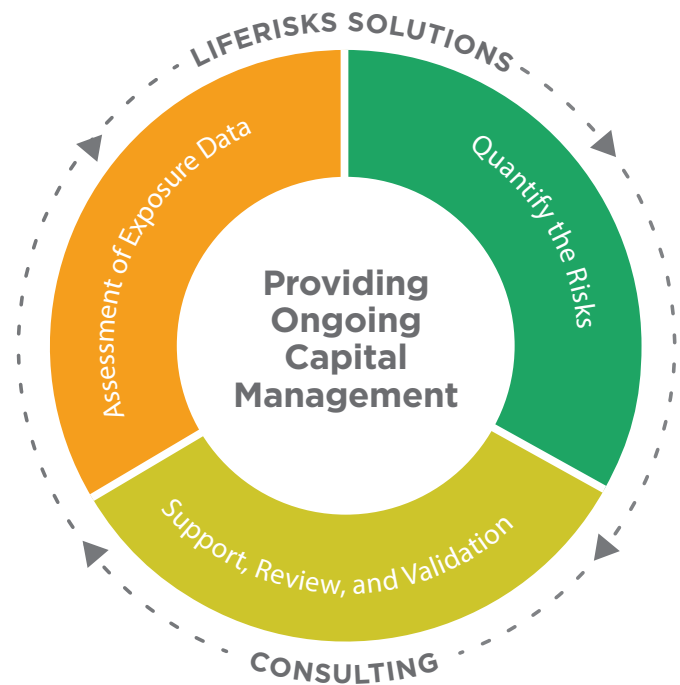 LIFERISKS SOLUTIONS
Assessment of Exposure Data
Quantify the Risks
Providing
Ongoing
Capital
Management
Support, Review, and Validation
CONSULTING